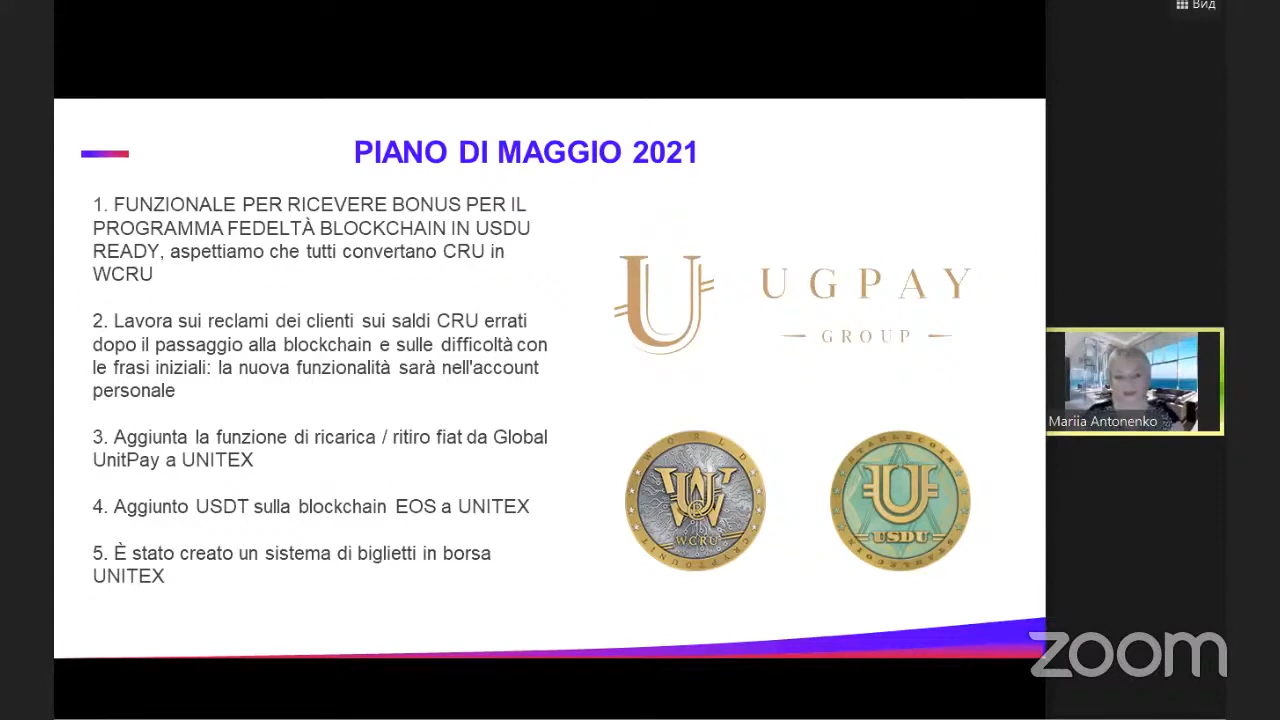 Вид
PIANO DI MAGGIO 2021
1. FUNZIONALE PER RICEVERE BONUS PER IL
PROGRAMMA FEDELTÀ BLOCKCHAIN IN USDU
READY, aspettiamo che tutti convertano CRU in
WCRU
2. Lavora sui reclami dei clienti sui saldi CRU errati
dopo il passaggio alla blockchain e sulle difficoltà con
le frasi iniziali: la nuova funzionalità sarà nell'account
personale
3. Aggiunta la funzione di ricarica / ritiro fiat da Global
UnitPay a UNITEX
4. Aggiunto USDT sulla blockchain EOS a UNITEX
5. È stato creato un sistema di biglietti in borsa
UNITEX
UGPAY
GROUP
WORLD
WCRU
CRYPTOUNIT
STABLECOIN
USDU
STABLECOIN
Mariia Antonenko
zoom